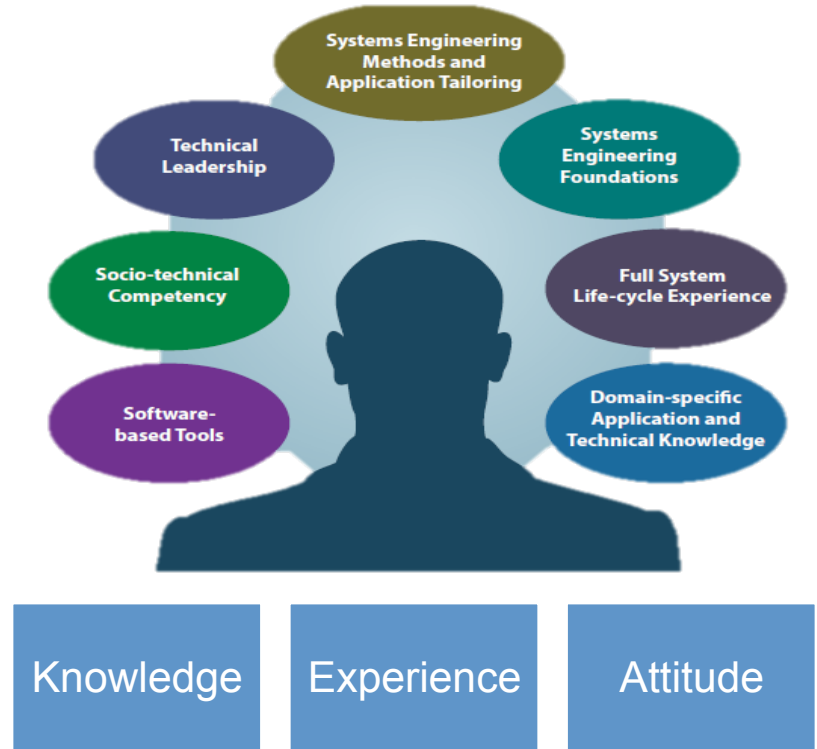 Systems Engineering
Methods and
Application Tailoring
Technical
Leadership
Systems
Engineering
Foundations
Socio-technical
Competency
Full System
Life-cycle Experience
Software-
based Tools
Domain-specific
Application and
Technical Knowledge
Knowledge
Experience
Attitude